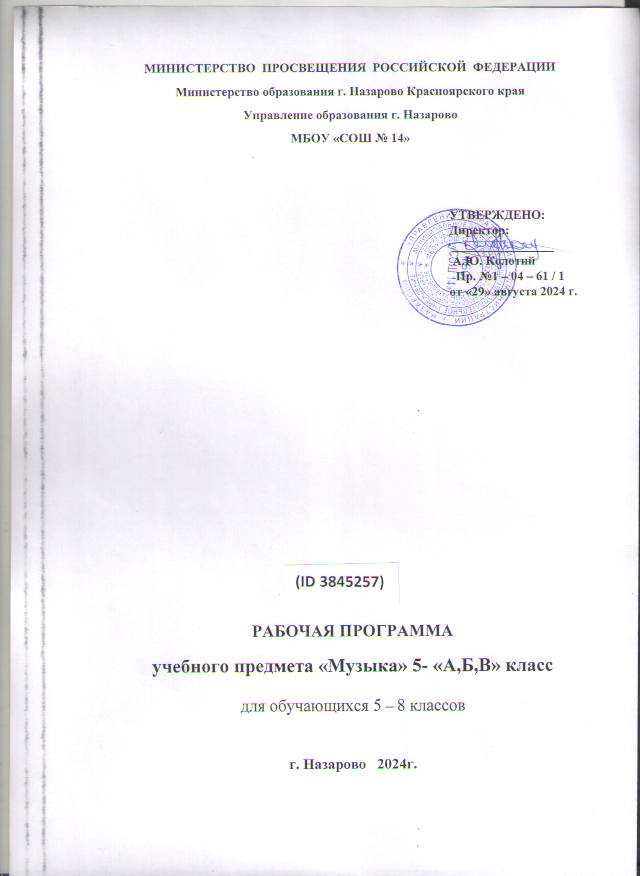 МИНИСТЕРСТВО ПРОСВЕЩЕНИЯ РОССИЙСКОЙ ФЕДЕРАЦИИ
Министерство образования г. Назарово Красноярского края
Управление образования г. Назарово
МБОУ «СОШ № 14»
УТВЕРЖДЕНО:
Директор:
А.Ю. Колотий
Пр. №1 – 04 – 61 / 1
от «29» августа 2024 г.
(ID 3845257)
РАБОЧАЯ ПРОГРАММА
учебного предмета «Музыка» 5- «А,Б,В» класс
для обучающихся 5 – 8 классов
г. Назарово 2024г.